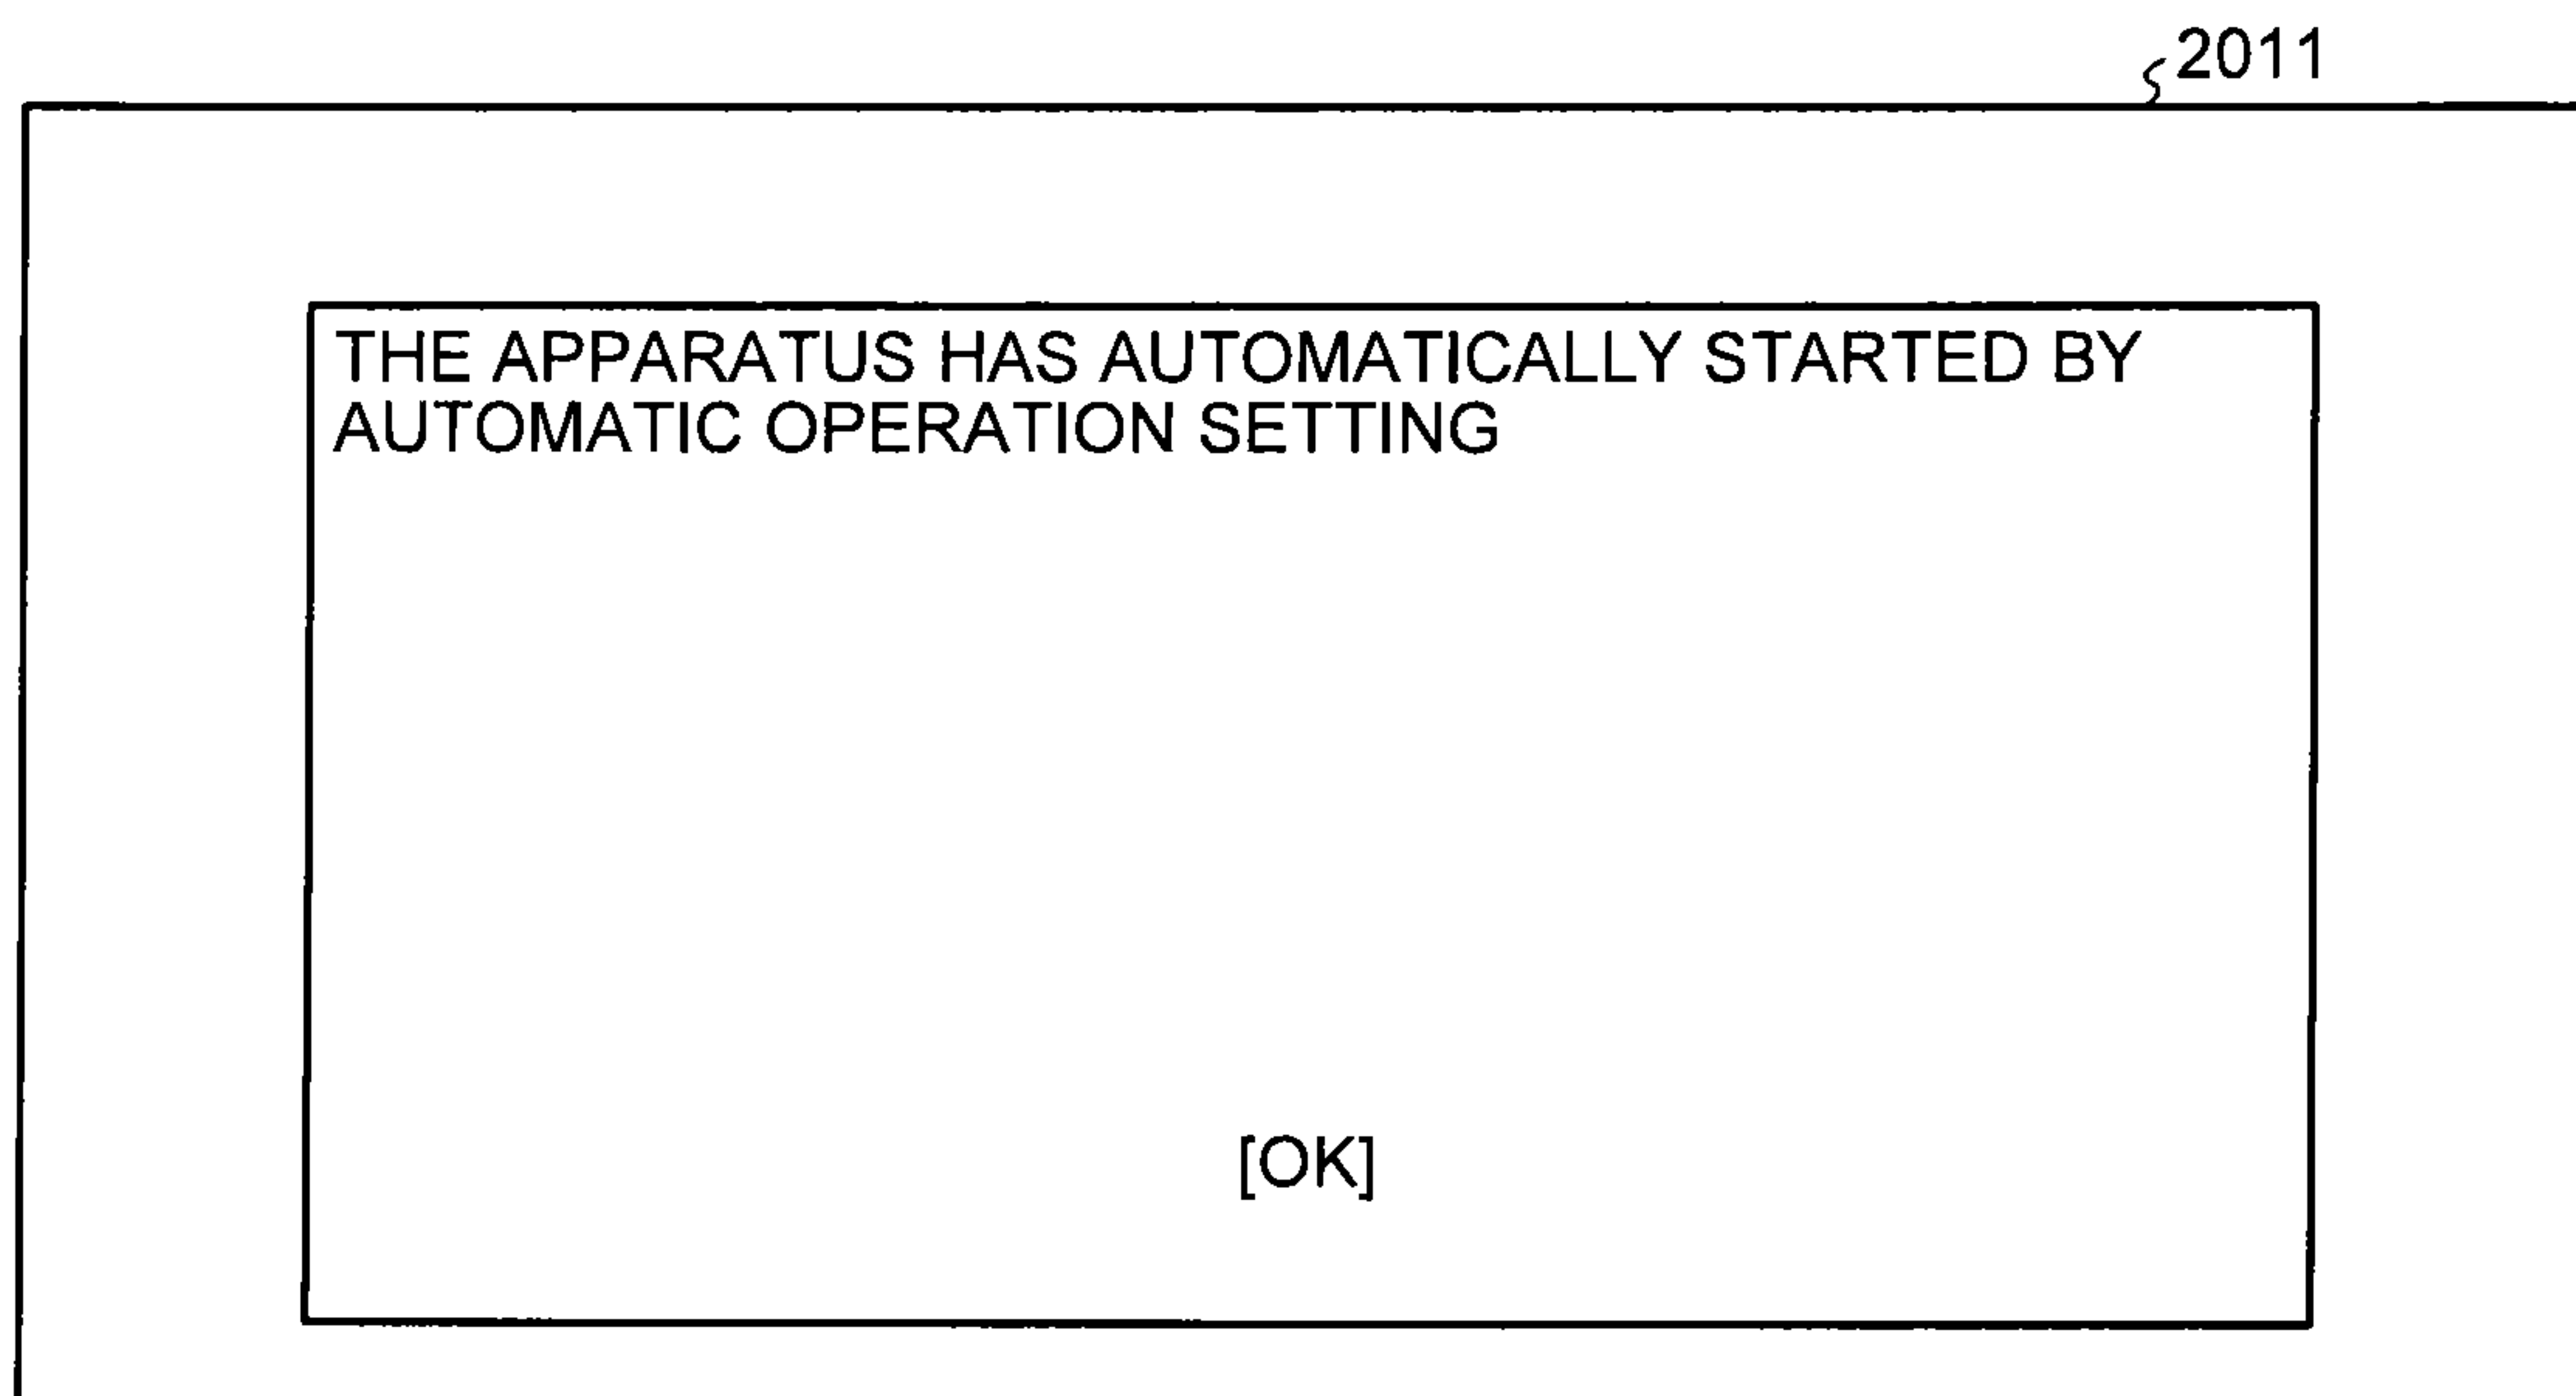 2011
THE APPARATUS HAS AUTOMATICALLY STARTED BY
AUTOMATIC OPERATION SETTING
[OK]